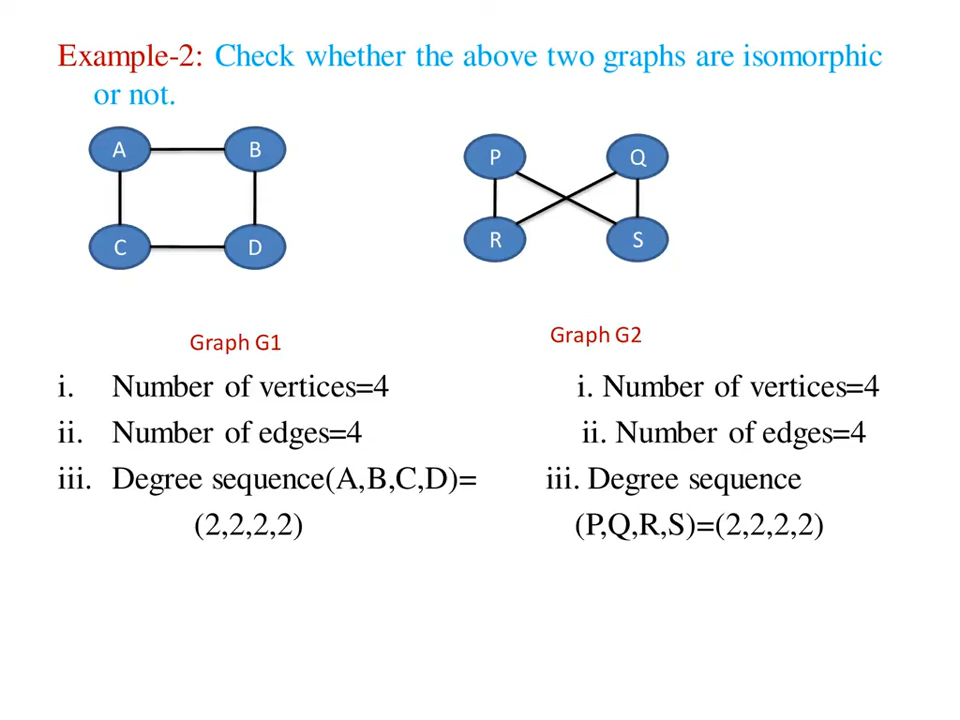 Example-2: Check whether the above two graphs are isomorphic
or not.
A B P Q
C D R S
Graph G1 Graph G2
i. Number of vertices=4 i. Number of vertices=4
ii. Number of edges=4 ii. Number of edges=4
iii. Degree sequence(A,B,C,D)= iii. Degree sequence
(2,2,2,2) (P,Q,R,S)=(2,2,2,2)